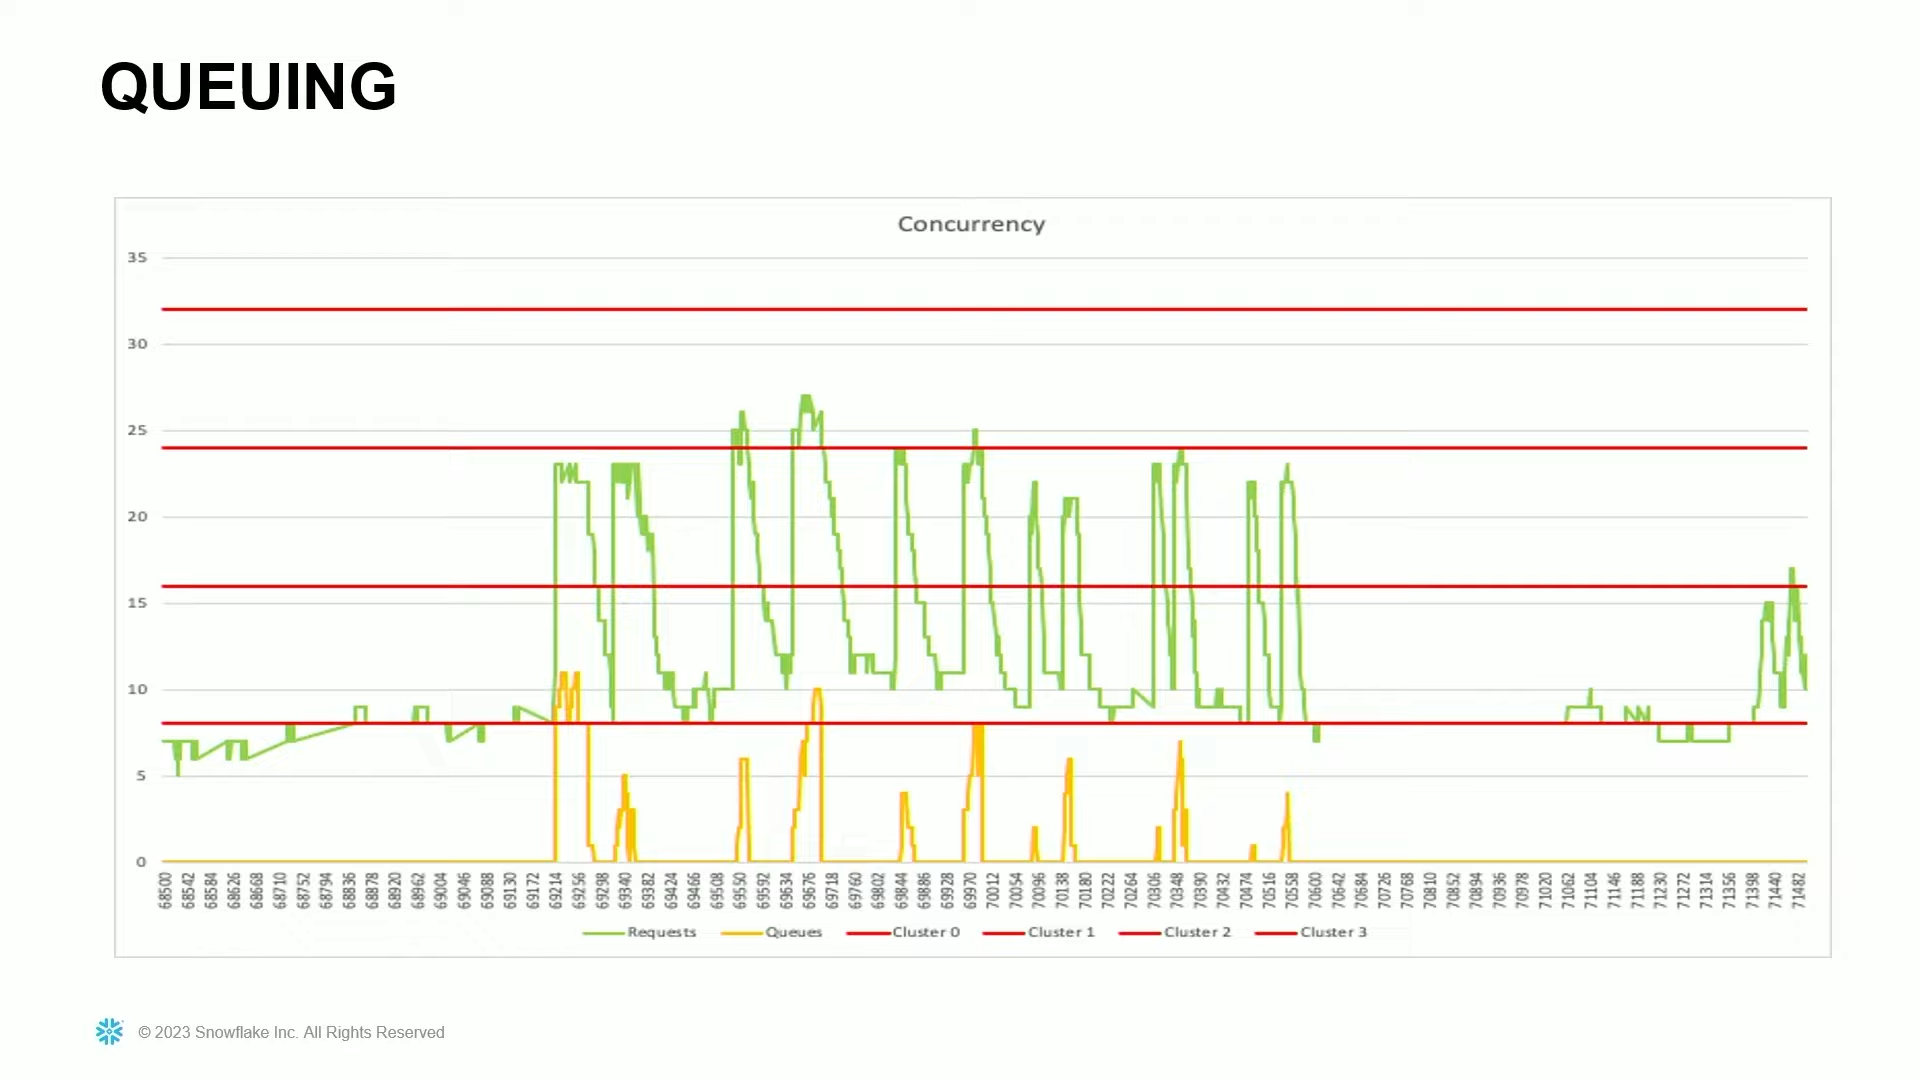 QUEUING
Concurrency
35
30
25
20
15
10
5
0
68500 68542 68584 68626 68668 68710 68752 68794 68836 68878 68920 68962 69004 69046 69088 69130 69172 69214 69256 69298 69340 69382 69424 69466 69508 69550 69592 69634 69676 69718 69760 69802 69844 69886 69928 69970 70012 70054 70096 70138 70180 70222 70264 70306 70348 70390 70432 70474 70516 70558 70600 70642 70684 70726 70768 70810 70852 70894 70936 70978 71020 71062 71104 71146 71188 71230 71272 71314 71356 71398 71440 71482
Requests Queues Cluster 0 Cluster 1 Cluster 2 Cluster 3
© 2023 Snowflake Inc. All Rights Reserved